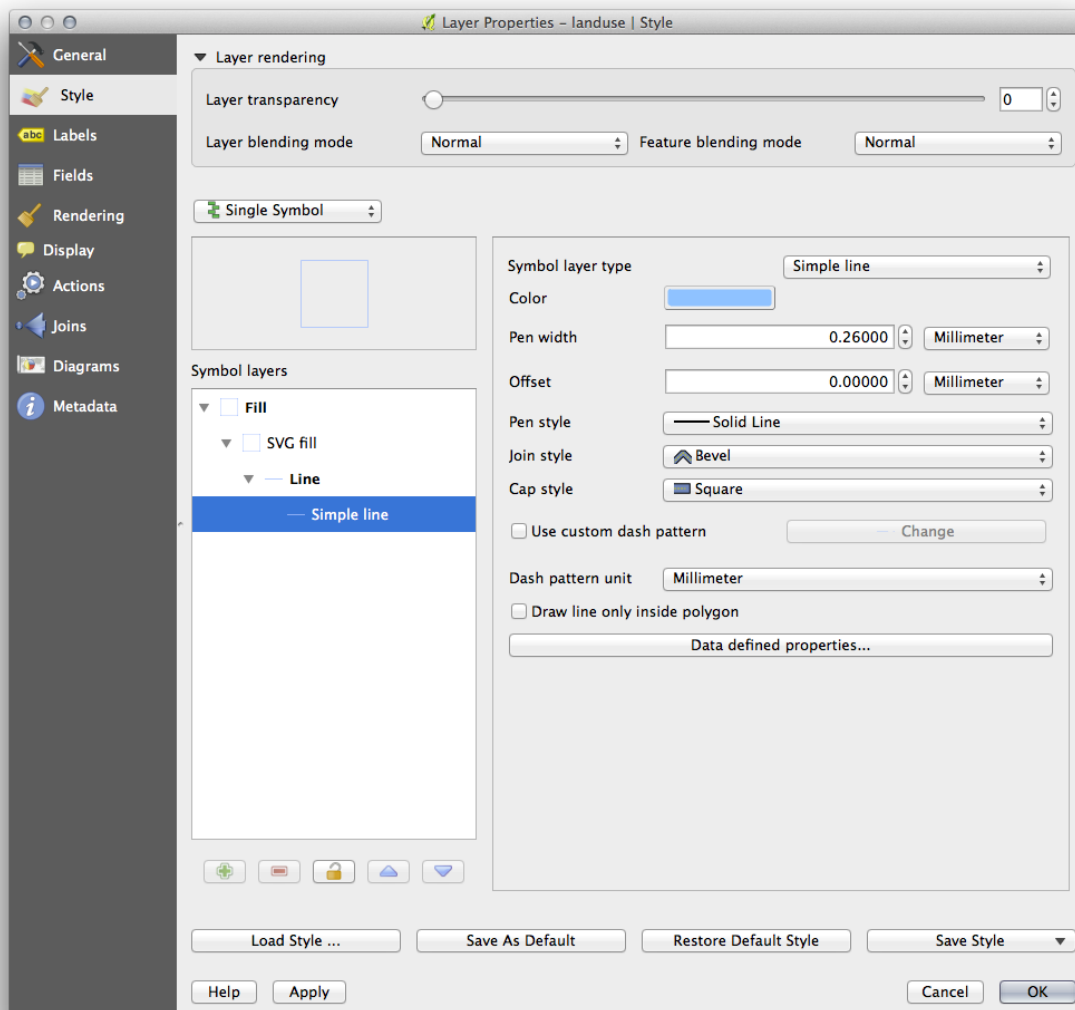 Layer Properties - landuse | Style
General
Style
abc Labels
Fields
Rendering
Display
Actions
Joins
Diagrams
i Metadata
Layer rendering
Layer transparency 0
Layer blending mode Normal Feature blending mode Normal
Single Symbol
Symbol layers
Fill
SVG fill
Line
Simple line
Symbol layer type Simple line
Color
Pen width 0.26000 Millimeter
Offset 0.00000 Millimeter
Pen style Solid Line
Join style Bevel
Cap style Square
Use custom dash pattern Change
Dash pattern unit Millimeter
Draw line only inside polygon
Data defined properties...
Load Style ... Save As Default Restore Default Style Save Style
Help Apply Cancel OK